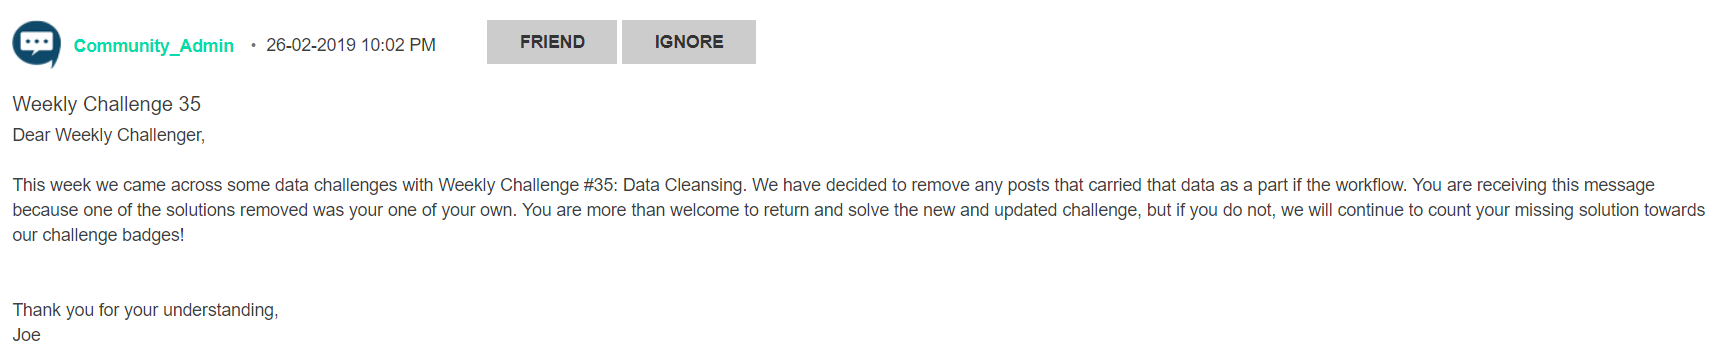 Community_Admin • 26-02-2019 10:02 PM FRIEND IGNORE
Weekly Challenge 35
Dear Weekly Challenger,
This week we came across some data challenges with Weekly Challenge #35: Data Cleansing. We have decided to remove any posts that carried that data as a part if the workflow. You are receiving this message
because one of the solutions removed was your one of your own. You are more than welcome to return and solve the new and updated challenge, but if you do not, we will continue to count your missing solution towards
our challenge badges!
Thank you for your understanding,
Joe